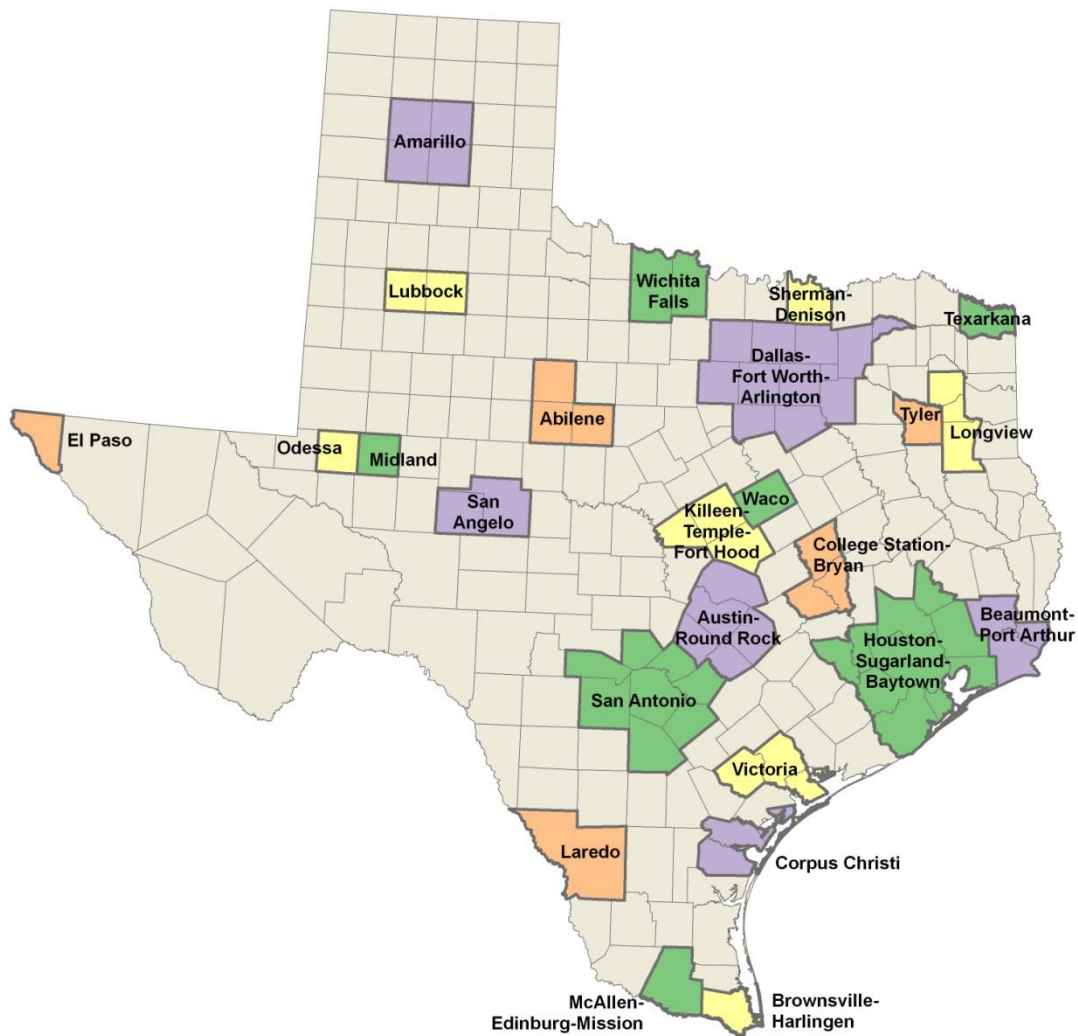 Amarillo
Lubbock
Wichita
Falls
Sherman-
Denison
Texarkana
Dallas-
Fort Worth-
Arlington
Abilene
Tyler
Longview
El Paso
Odessa
Midland
San
Angelo
Waco
Killeen-
Temple-
Fort Hood
College Station-
Bryan
Austin-
Round Rock
Beaumont-
Port Arthur
Houston-
Sugarland-
Baytown
San Antonio
Victoria
Laredo
Corpus Christi
McAllen-
Edinburg-Mission
Brownsville-
Harlingen